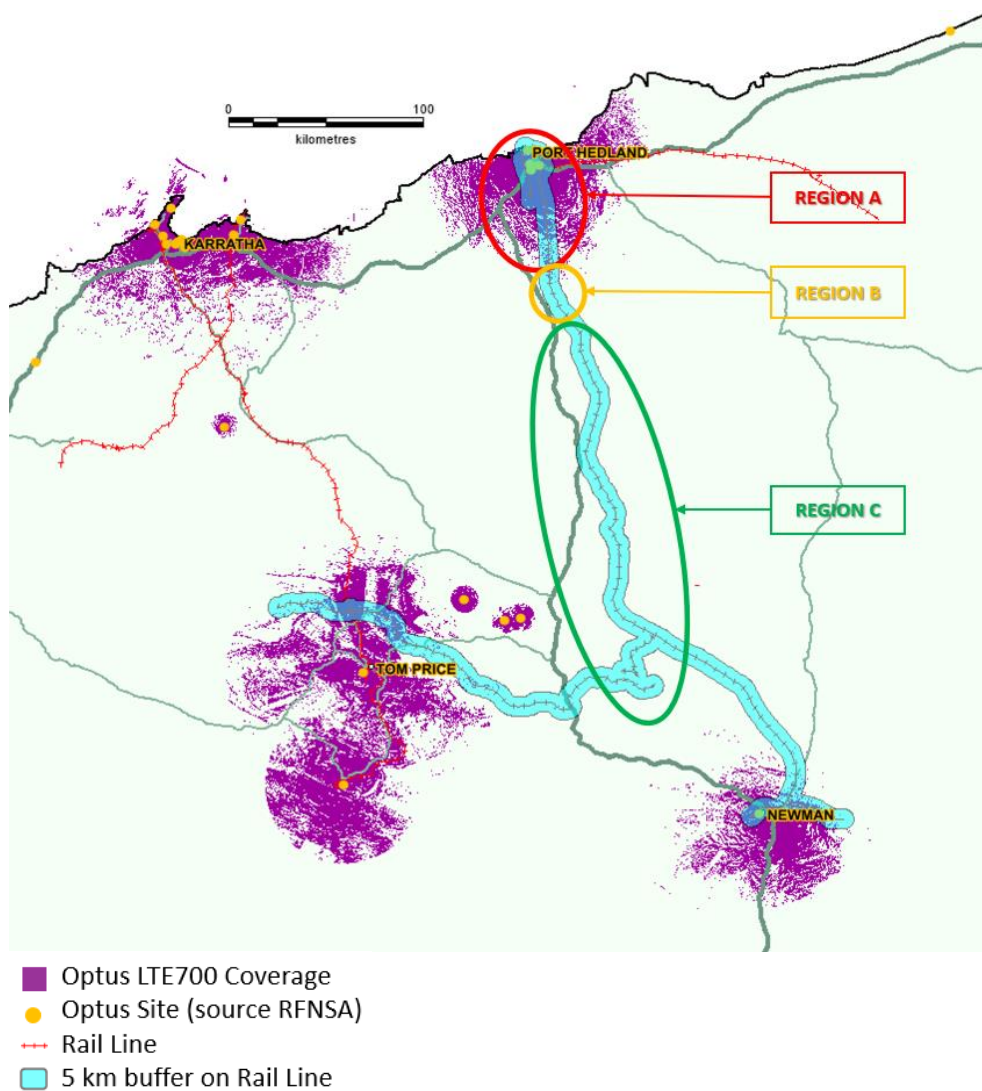 0 100
kilometres
PORT HEDLAND
REGION A
KARRATHA
REGION B
REGION C
TOM PRICE
NEWMAN
Optus LTE700 Coverage
Optus Site (source RFNSA)
Rail Line
5 km buffer on Rail Line